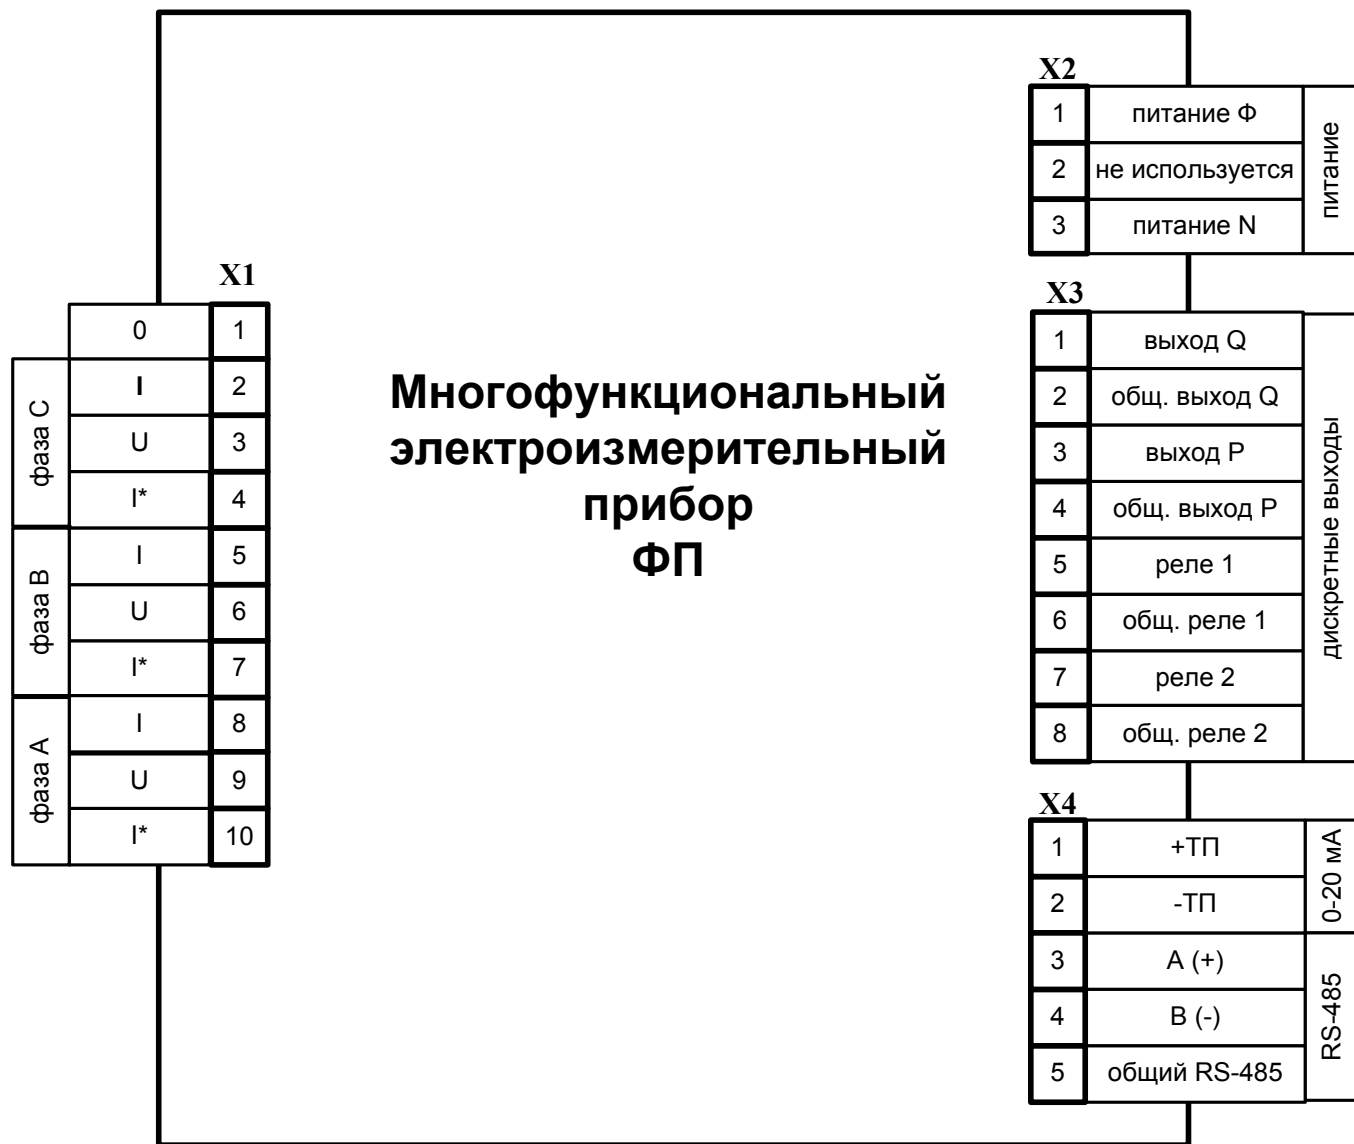 X1
0 1
фаза C
I 2
U 3
I* 4
фаза B
I 5
U 6
I* 7
фаза A
I 8
U 9
I* 10
Многофункциональный
электроизмерительный
прибор
ФП
X2
1 питание Ф
2 не используется
3 питание N
питание
X3
1 выход Q
2 общ. выход Q
3 выход P
4 общ. выход P
5 реле 1
6 общ. реле 1
7 реле 2
8 общ. реле 2
дискретные выходы
X4
1 +ТП
2 -ТП
0-20 мА
3 A (+)
4 B (-)
5 общий RS-485
RS-485